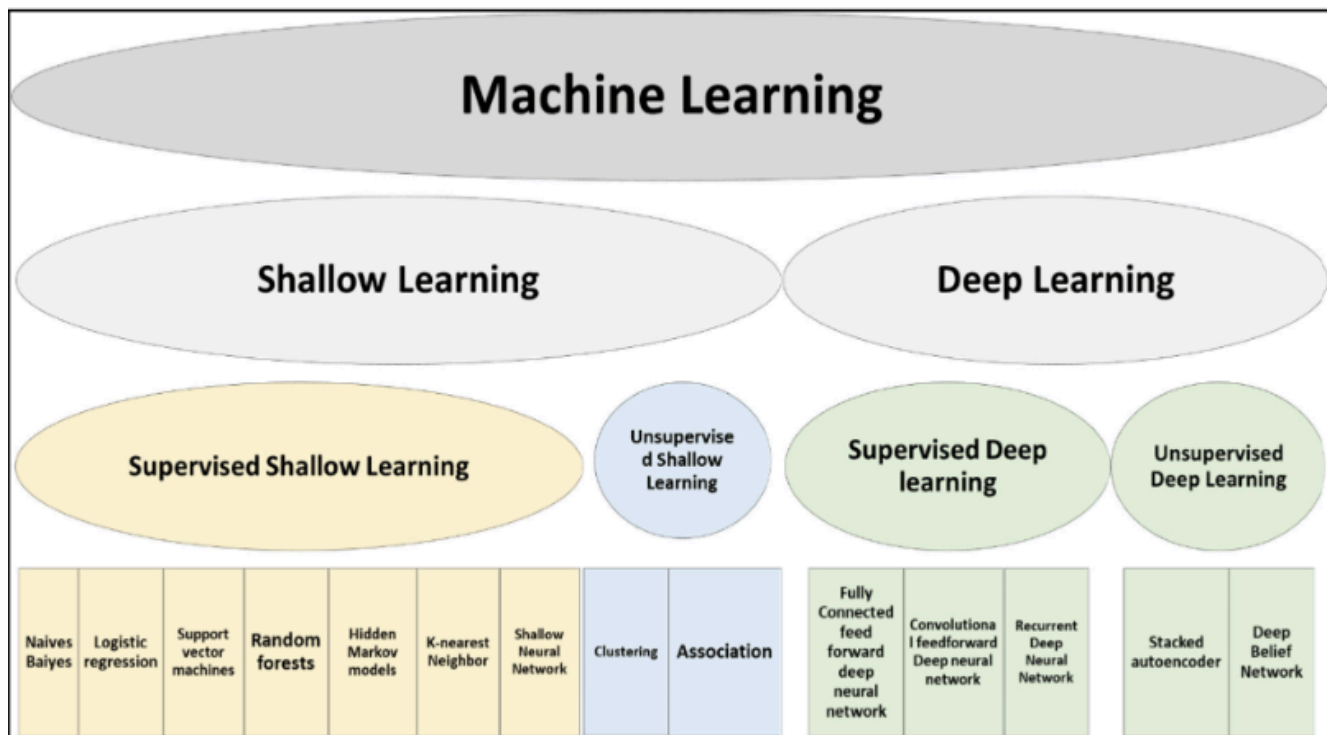 Machine Learning
Shallow Learning
Deep Learning
Supervised Shallow Learning
Unsupervise
d Shallow
Learning
Supervised Deep
learning
Unsupervised
Deep Learning
Naives
Baiyes
Logistic
regression
Support
vector
machines
Random
forests
Hidden
Markov
models
K-nearest
Neighbor
Shallow
Neural
Network
Clustering
Association
Fully
Connected
feed
forward
deep
neural
network
Convolutiona
l feedforward
Deep neural
network
Recurrent
Deep
Neural
Network
Stacked
autoencoder
Deep
Belief
Network